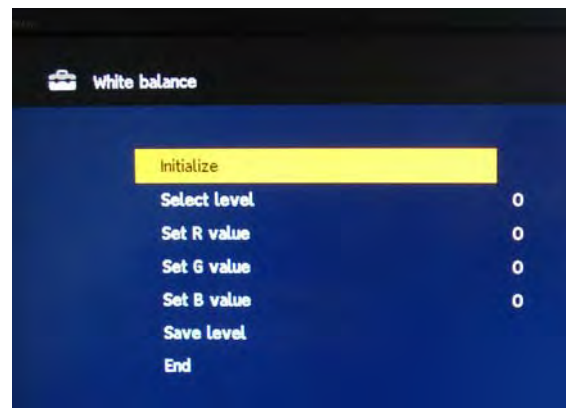 White balance
Initialize
Select level 0
Set R value 0
Set G value 0
Set B value 0
Save level
End